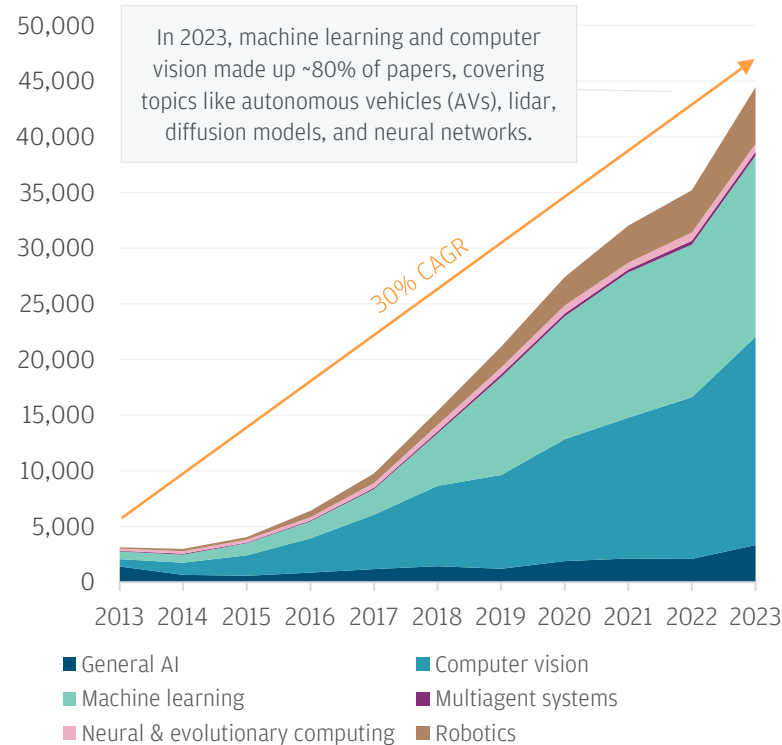 50,000
45,000
40,000
35,000
30,000
25,000
20,000
15,000
10,000
5,000
0
In 2023, machine learning and computer
vision made up ~80% of papers, covering
topics like autonomous vehicles (AVs), lidar,
diffusion models, and neural networks.
30% CAGR
2013 2014 2015 2016 2017 2018 2019 2020 2021 2022 2023
General AI Computer vision
Machine learning Multiagent systems
Neural & evolutionary computing Robotics